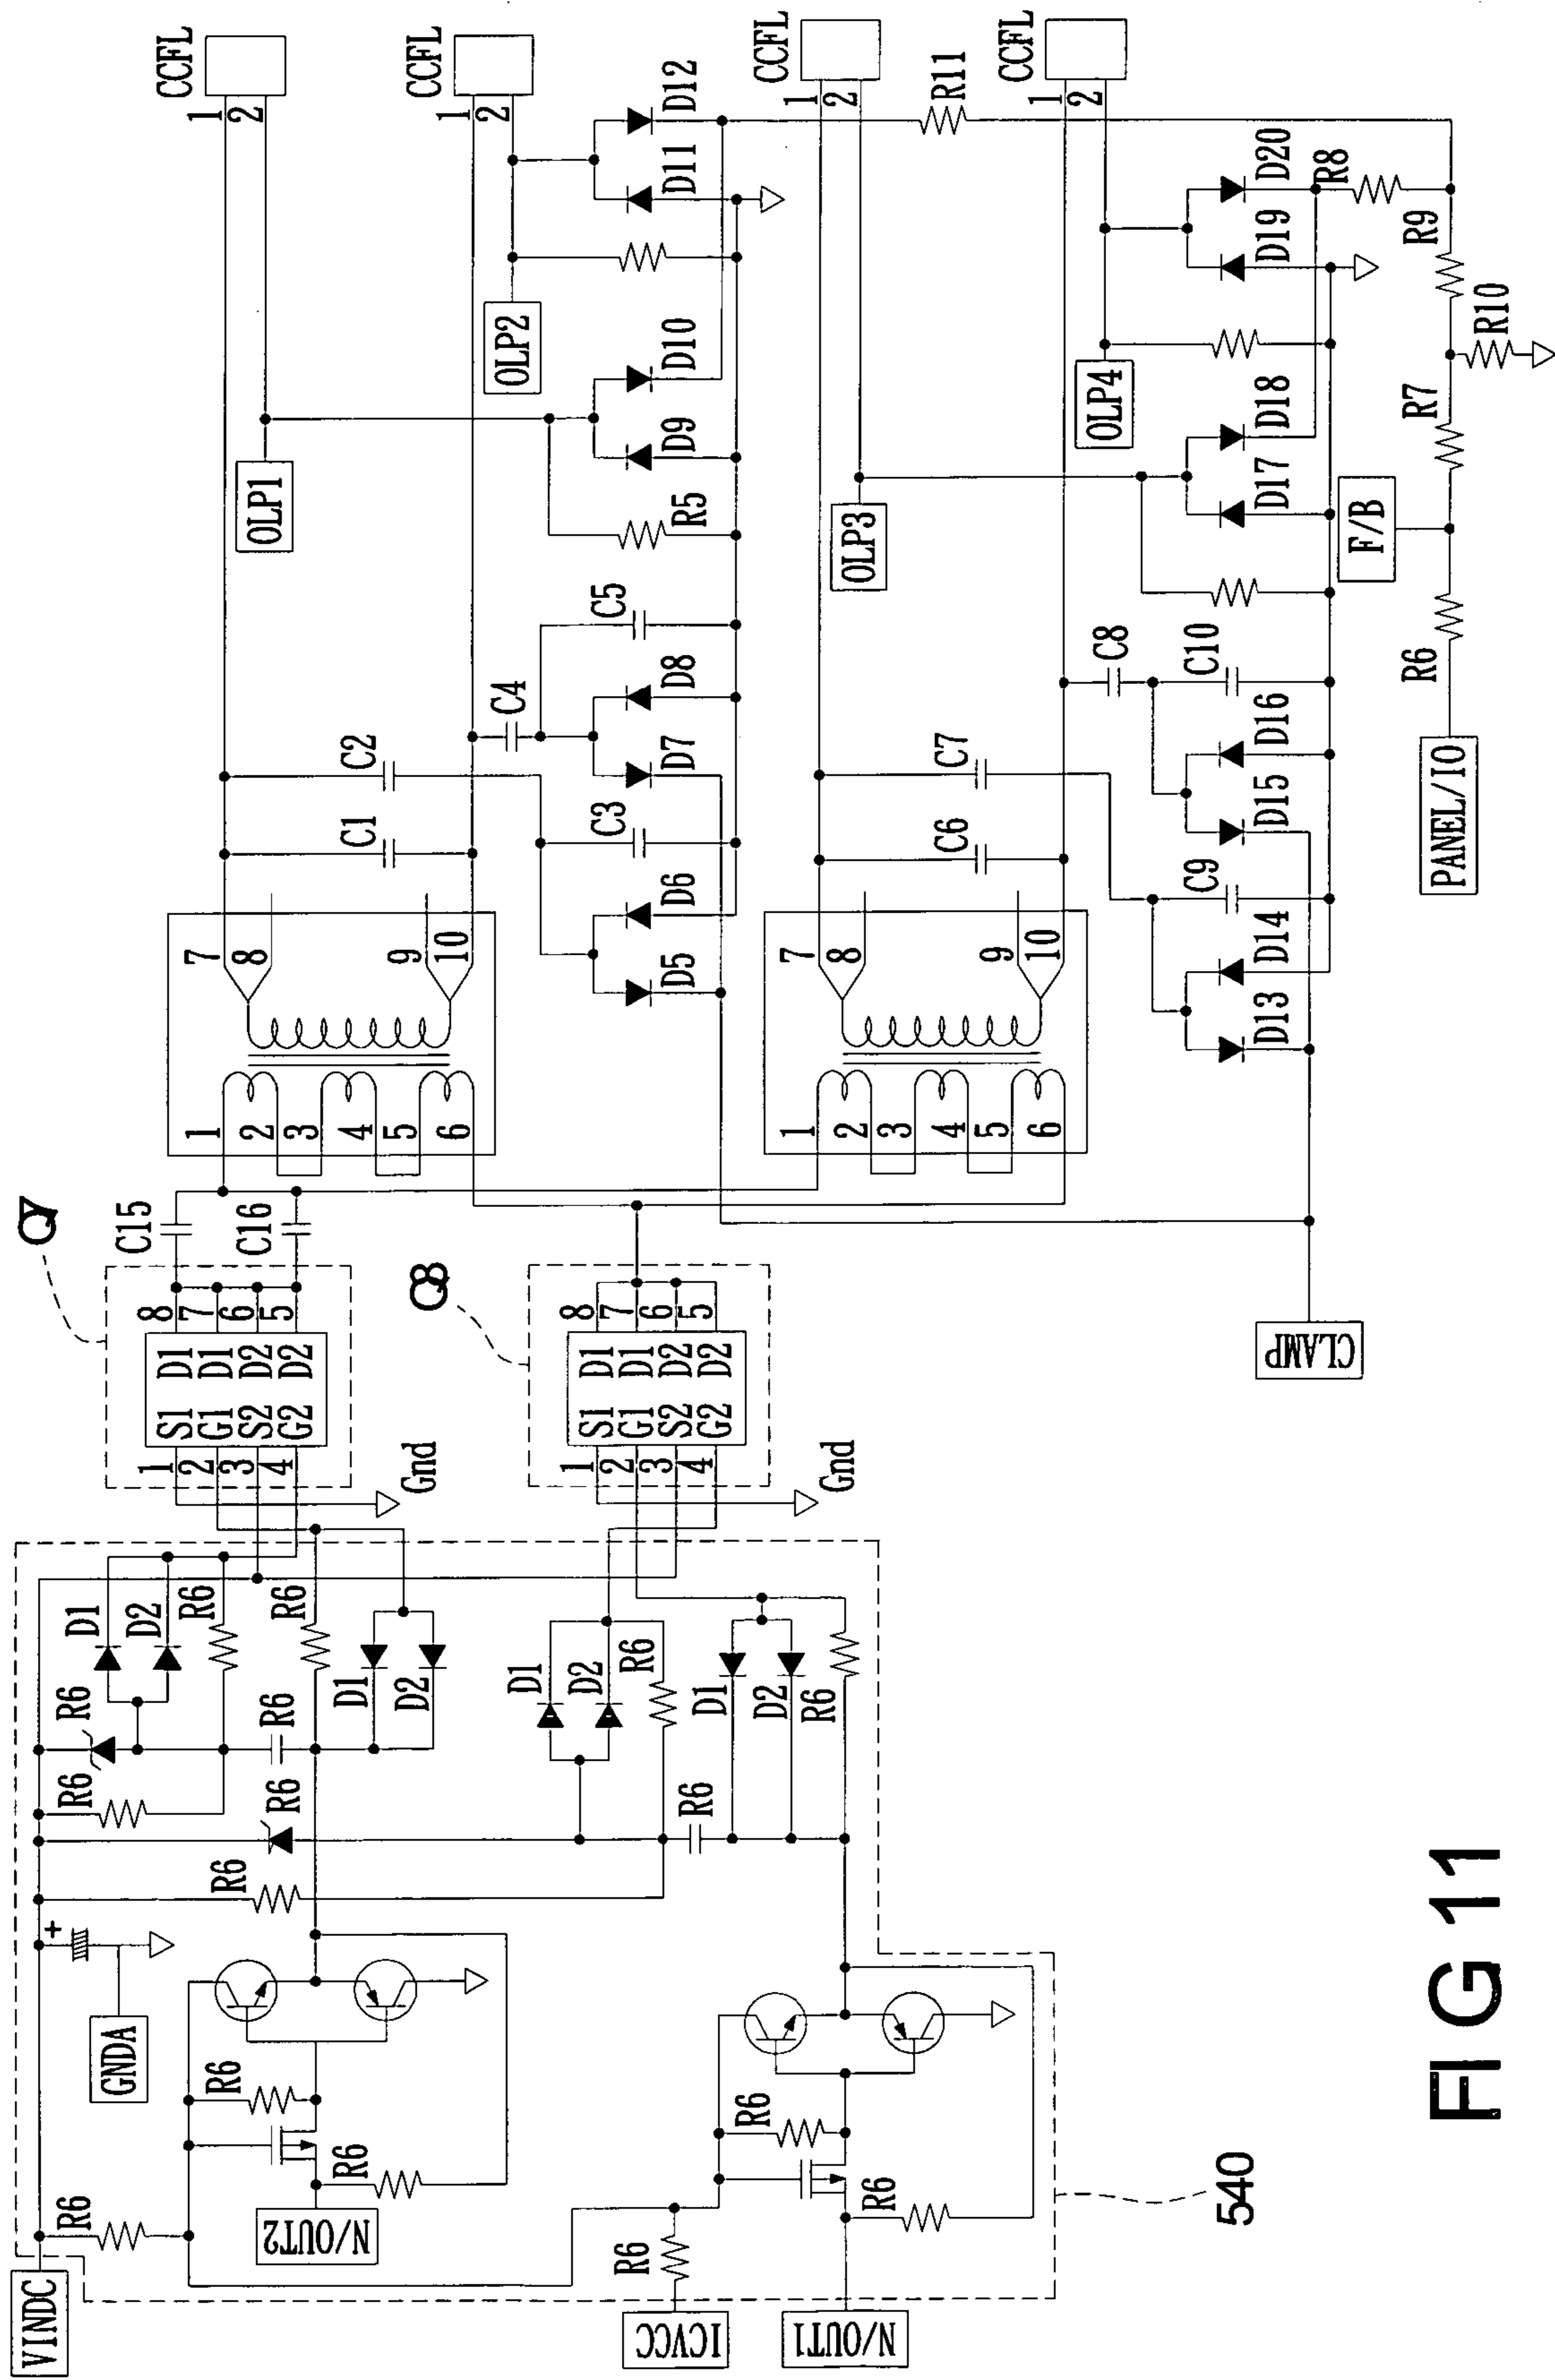 VINDC
R6
GNDA
+
R6
R6
R6
R6
R6
D1
D2
R6
R6
R6
D1
D2
N/OUT2
R6
R6
ICVCC
R6
N/OUT1
R6
R6
R6
D1
D2
R6
D1
D2
R6
540
Q7
1
2
3
4
S1
G1
S2
G2
D1
D1
D2
D2
8
7
6
5
Gnd
C15
C16
Q8
1
2
3
4
S1
G1
S2
G2
D1
D1
D2
D2
8
7
6
5
Gnd
CLAMP
1
2
3
4
5
6
7
8
9
10
C1
C2
C3
C4
C5
D5
D6
D7
D8
R5
D9
D10
D11
D12
OLP1
OLP2
CCFL
1
2
CCFL
1
2
1
2
3
4
5
6
7
8
9
10
C6
C7
C8
C9
C10
D13
D14
D15
D16
D17
D18
D19
D20
OLP3
OLP4
CCFL
1
2
CCFL
1
2
R11
R8
R9
R10
R7
F/B
R6
PANEL/IO
FIG 11